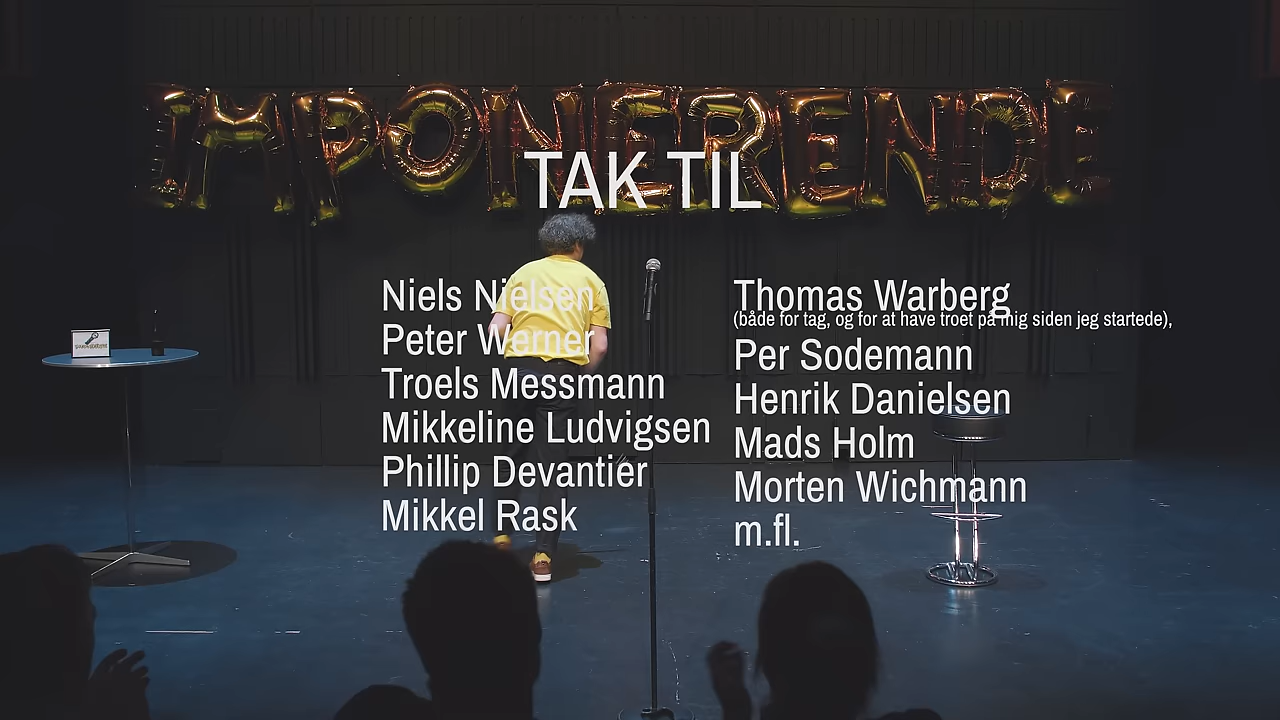 IMPONERENDE
TAK TIL
Niels Nielsen
Peter Werner
Troels Messmann
Mikkeline Ludvigsen
Phillip Devantier
Mikkel Rask
Thomas Warberg
(både for tag, og for at have troet på mig siden jeg startede),
Per Sodemann
Henrik Danielsen
Mads Holm
Morten Wichmann
m.fl.